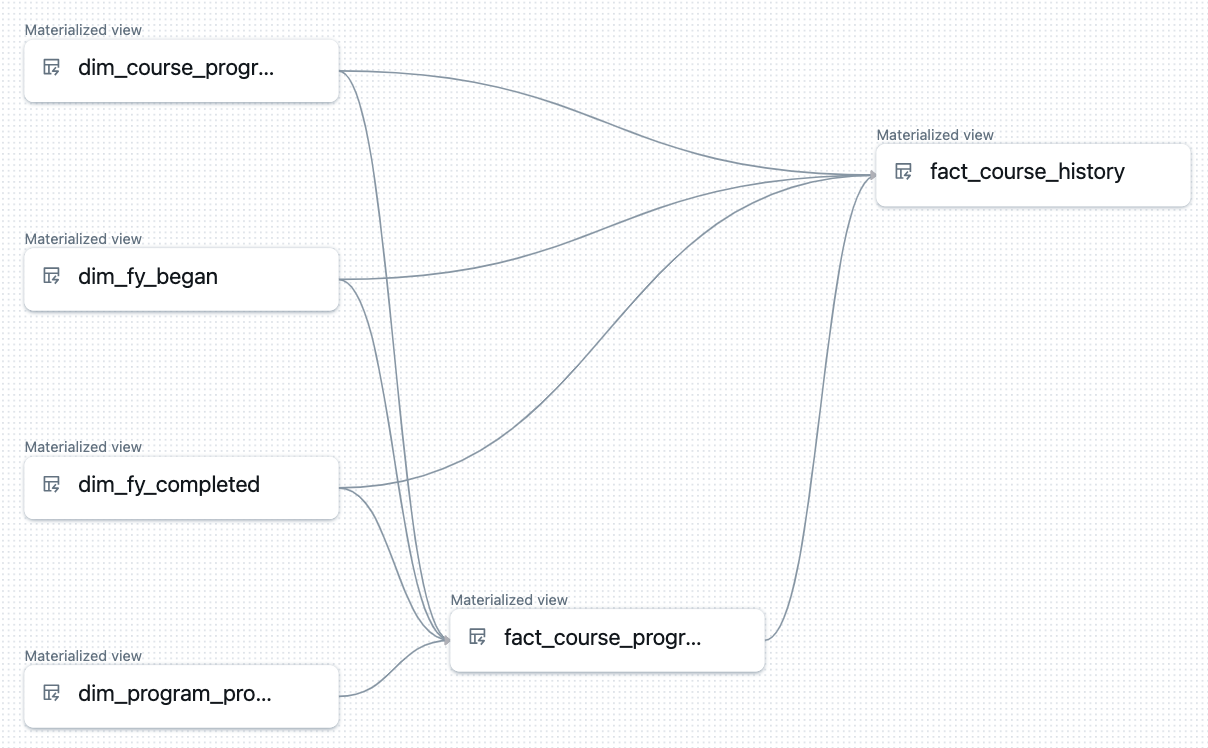 Materialized view
dim_course_progr...
Materialized view
fact_course_history
Materialized view
dim_fy_began
Materialized view
dim_fy_completed
Materialized view
fact_course_progr...
Materialized view
dim_program_pro...